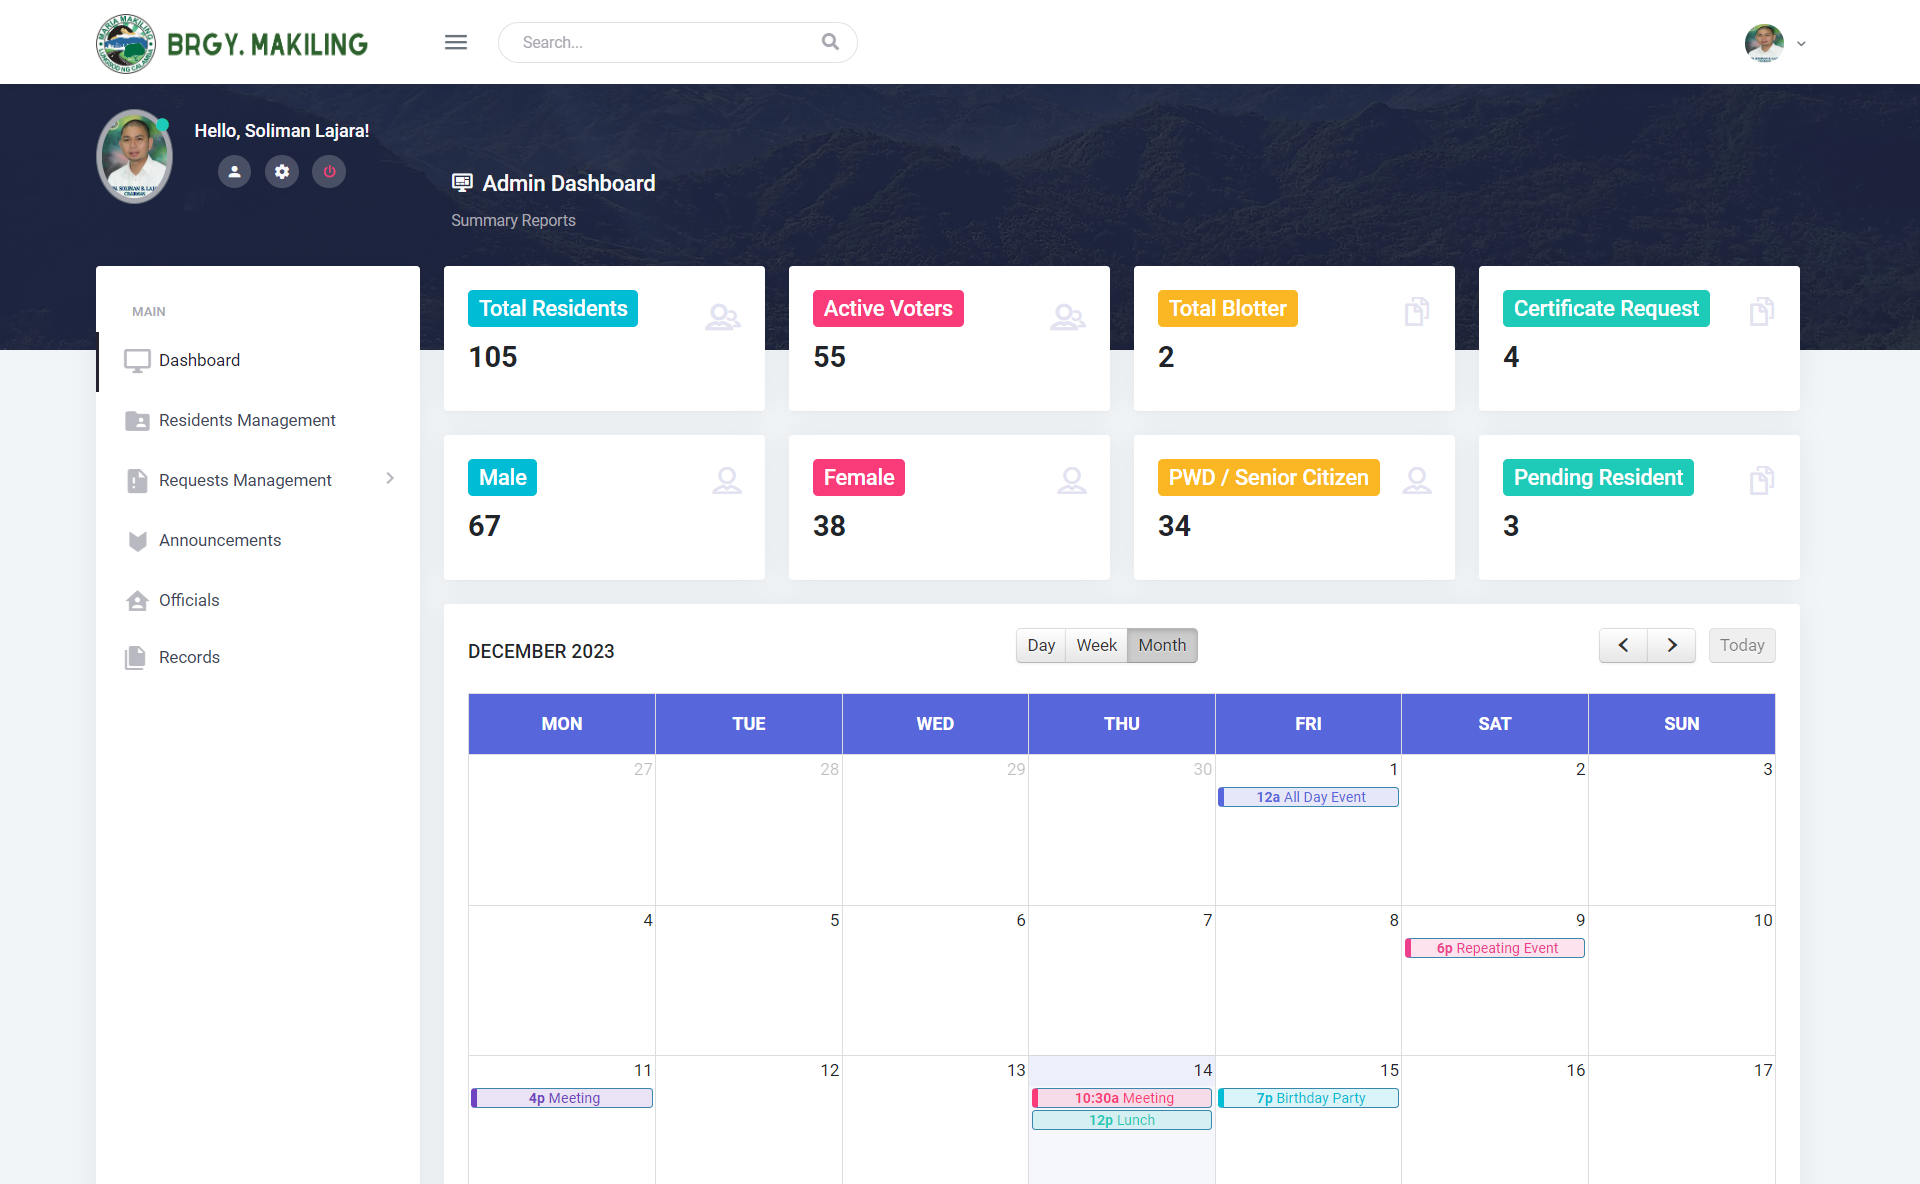 MARIA MAKILING
BRGY. MAKILING
Search...
Hello, Soliman Lajara!
CHAIRMAN
Admin Dashboard
Summary Reports
MAIN
Dashboard
Residents Management
Requests Management
Announcements
Officials
Records
Total Residents
105
Active Voters
55
Total Blotter
2
Certificate Request
4
Male
67
Female
38
PWD / Senior Citizen
34
Pending Resident
3
DECEMBER 2023
Day Week Month
Today
MON TUE WED THU FRI SAT SUN
27 28 29 30 1 2 3
12a All Day Event
4 5 6 7 8 9 10
6p Repeating Event
11 12 13 14 15 16 17
4p Meeting 10:30a Meeting 7p Birthday Party
12p Lunch